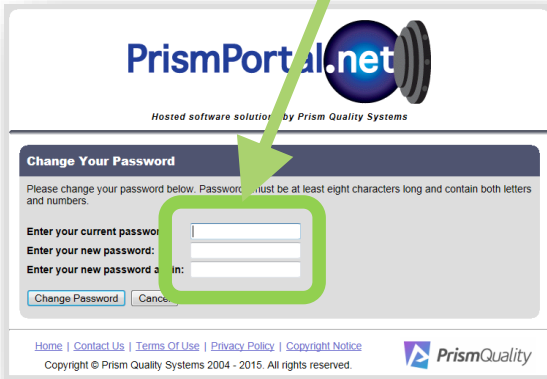 PrismPortal.net
Hosted software solutions by Prism Quality Systems
Change Your Password
Please change your password below. Password must be at least eight characters long and contain both letters
and numbers.
Enter your current password:
Enter your new password:
Enter your new password again:
Change Password Cancel
Home | Contact Us | Terms Of Use | Privacy Policy | Copyright Notice
Copyright © Prism Quality Systems 2004 - 2015. All rights reserved.
PrismQuality